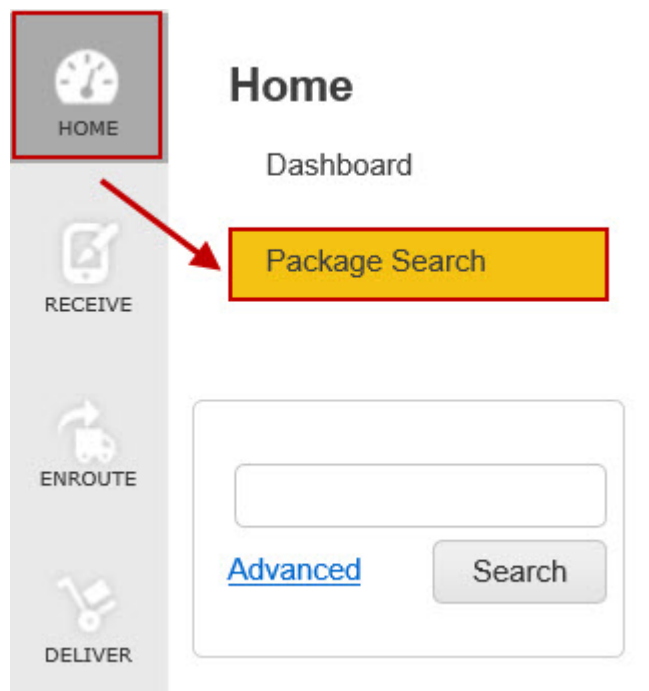 HOME
RECEIVE
ENROUTE
DELIVER
Home
Dashboard
Package Search
Advanced
Search